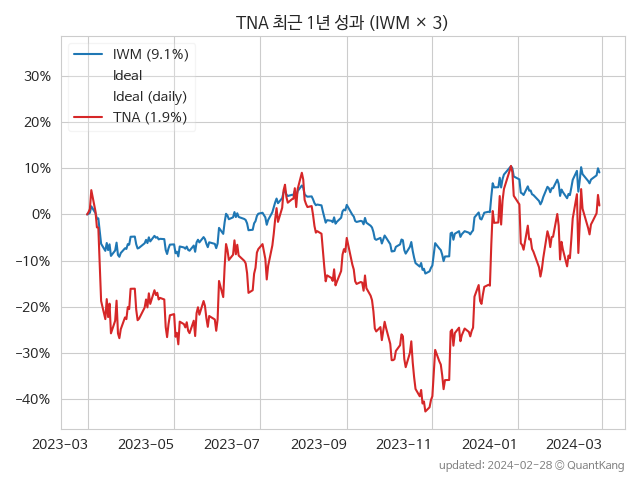 TNA 최근 1년 성과 (IWM × 3)
IWM (9.1%)
Ideal
Ideal (daily)
TNA (1.9%)
30%
20%
10%
0%
−10%
−20%
−30%
−40%
2023-03 2023-05 2023-07 2023-09 2023-11 2024-01 2024-03
updated: 2024-02-28 © QuantKang